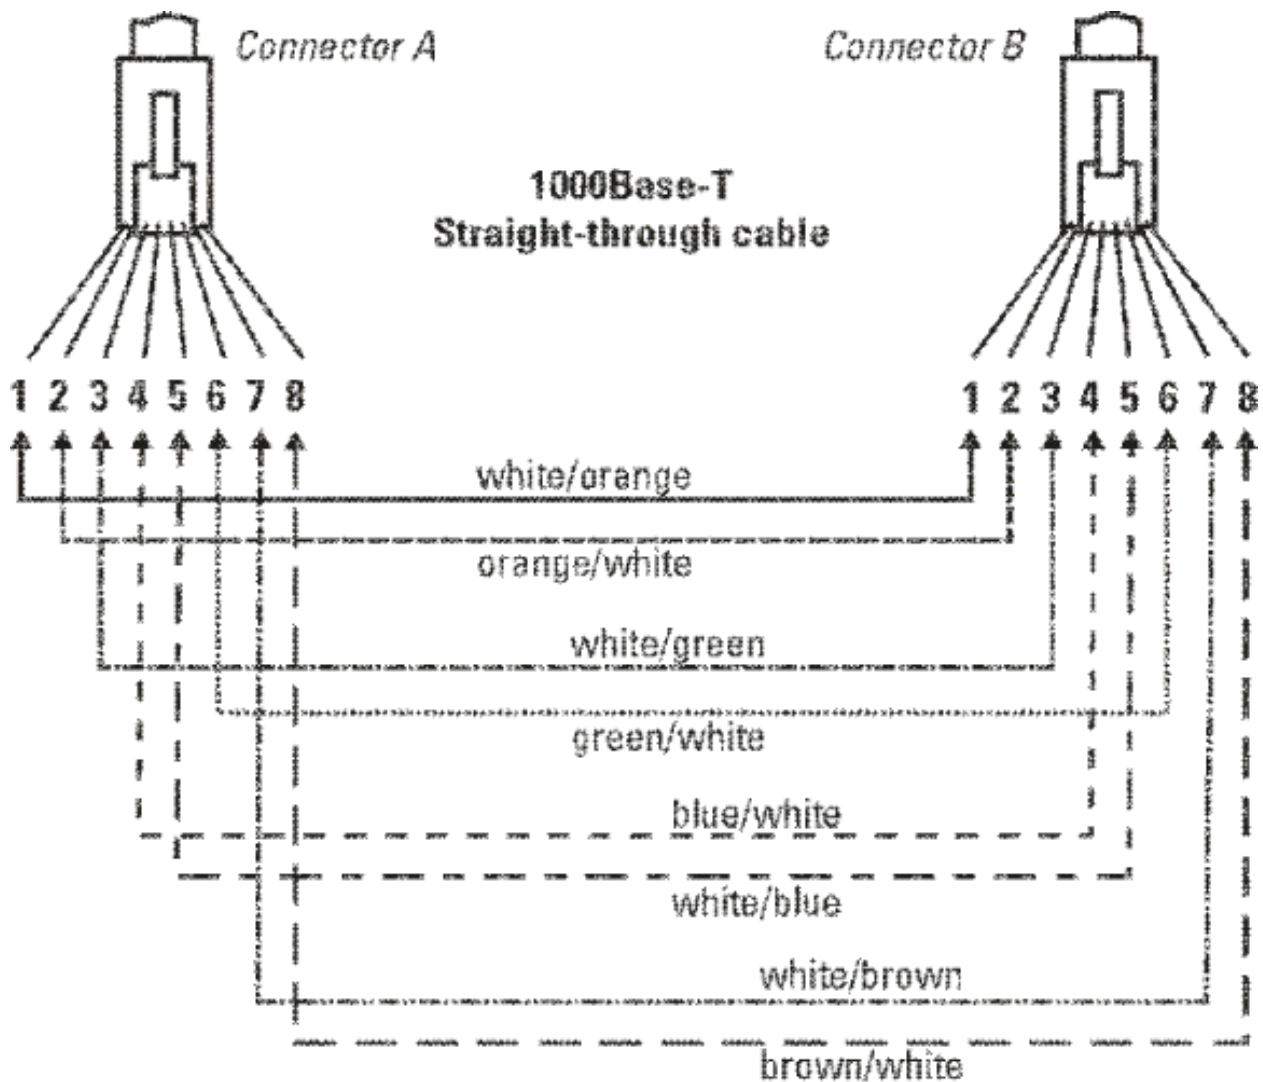 Connector A
Connector B
1000Base-T
Straight-through cable
1 2 3 4 5 6 7 8
1 2 3 4 5 6 7 8
white/orange
orange/white
white/green
green/white
blue/white
white/blue
white/brown
brown/white